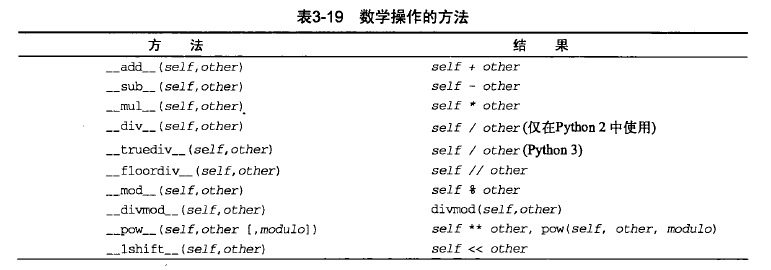 表3-19 数学操作的方法
方 法 结 果
__add__(self,other) self + other
__sub__(self,other) self - other
__mul__(self,other) self * other
__div__(self,other) self / other(仅在Python 2 中使用)
__truediv__(self,other) self / other(Python 3)
__floordiv__(self,other) self // other
__mod__(self,other) self % other
__divmod__(self,other) divmod(self,other)
__pow__(self,other [,modulo]) self ** other, pow(self, other, modulo)
__lshift__(self,other) self << other